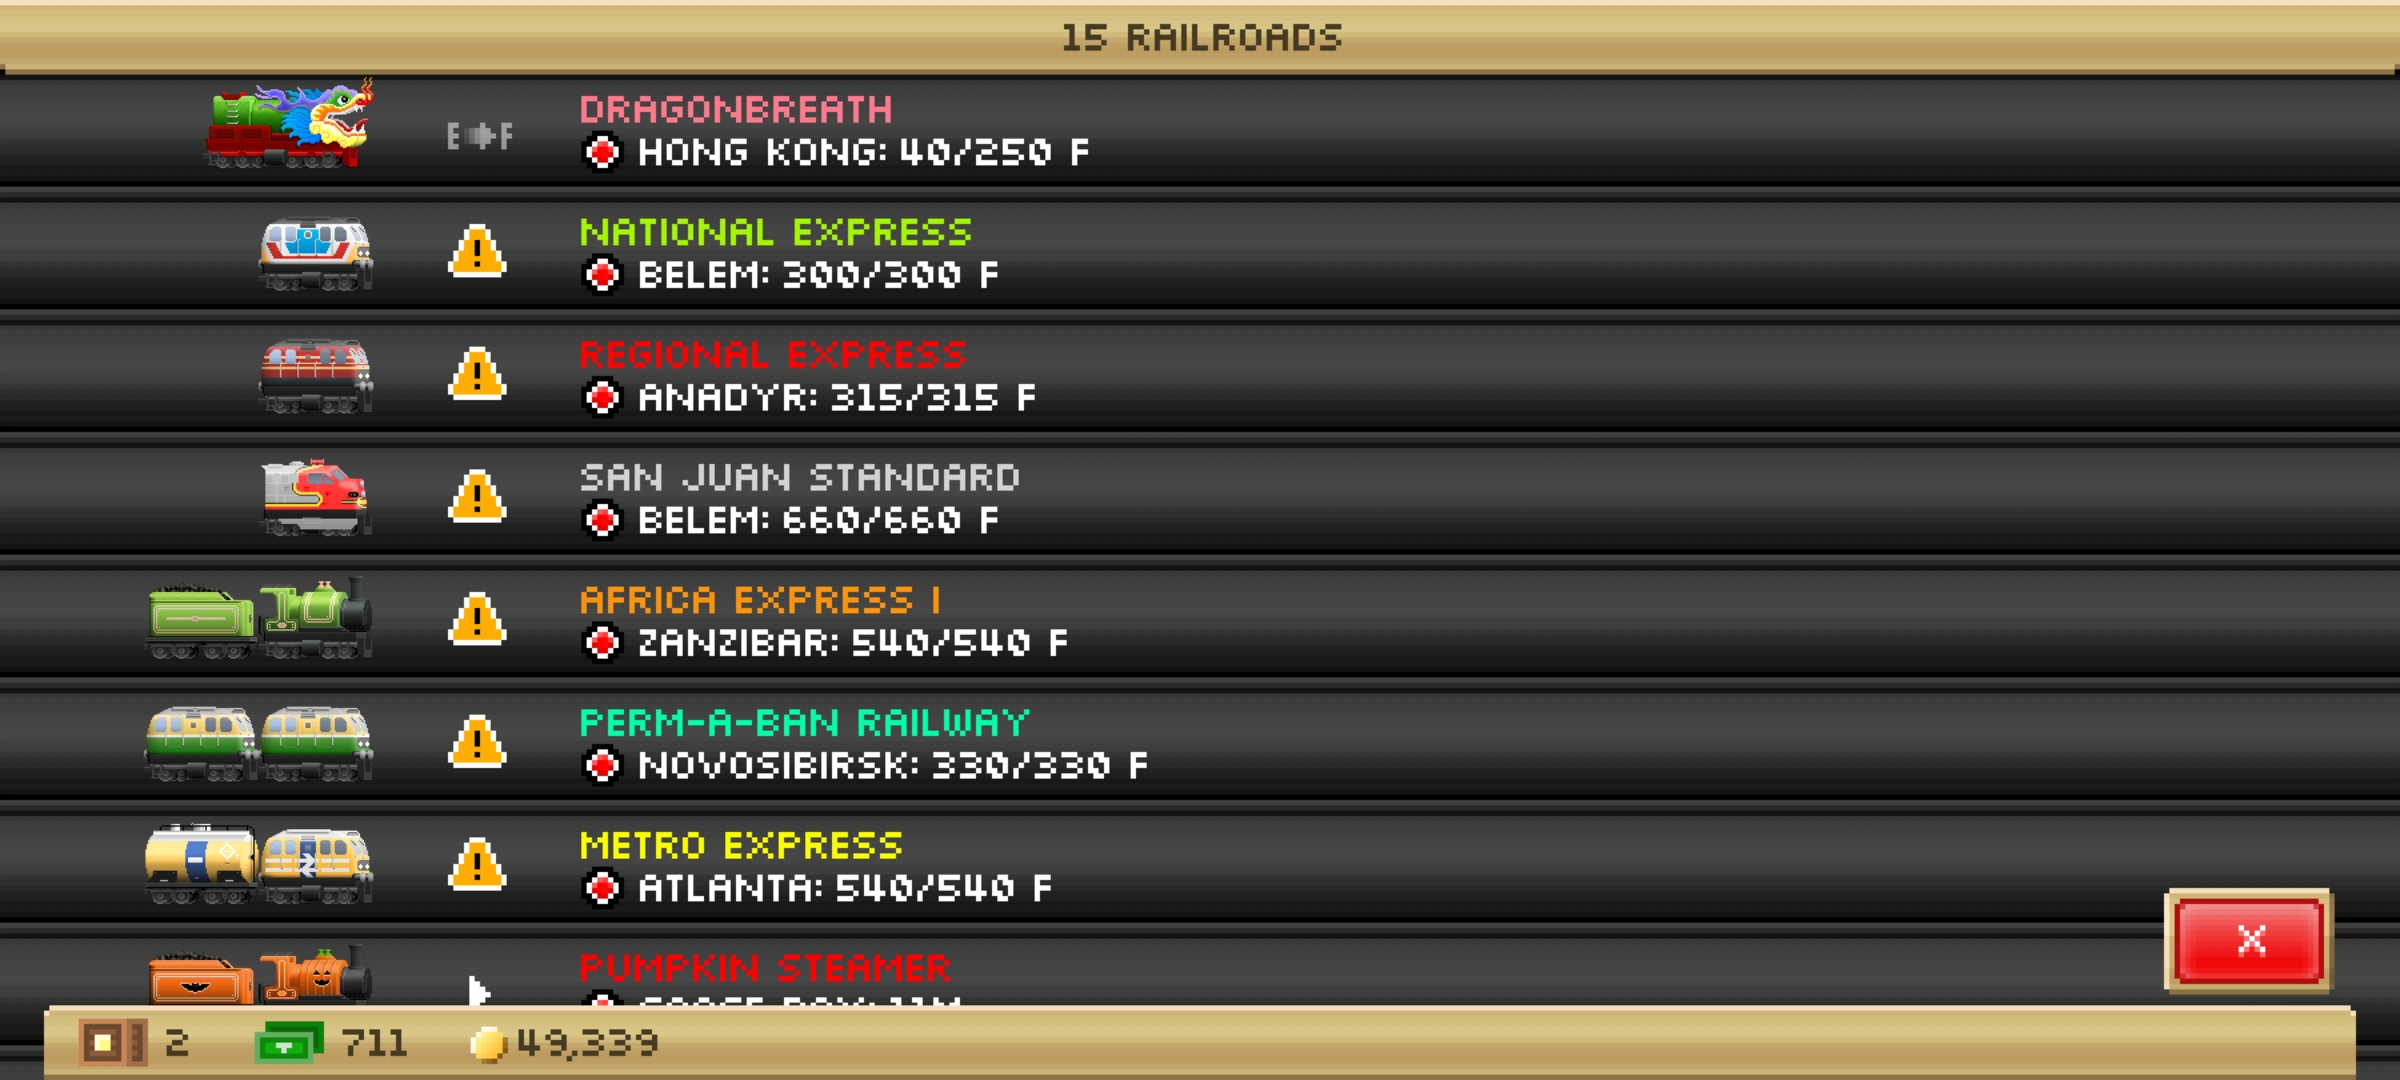 15 RAILROADS
DRAGONBREATH
E F
HONG KONG: 40/250 F
NATIONAL EXPRESS
BELEM: 300/300 F
REGIONAL EXPRESS
ANADYR: 315/315 F
SAN JUAN STANDARD
BELEM: 660/660 F
AFRICA EXPRESS I
ZANZIBAR: 540/540 F
PERM-A-BAN RAILWAY
NOVOSIBIRSK: 330/330 F
METRO EXPRESS
ATLANTA: 540/540 F
X
PUMPKIN STEAMER
2 711 49,339